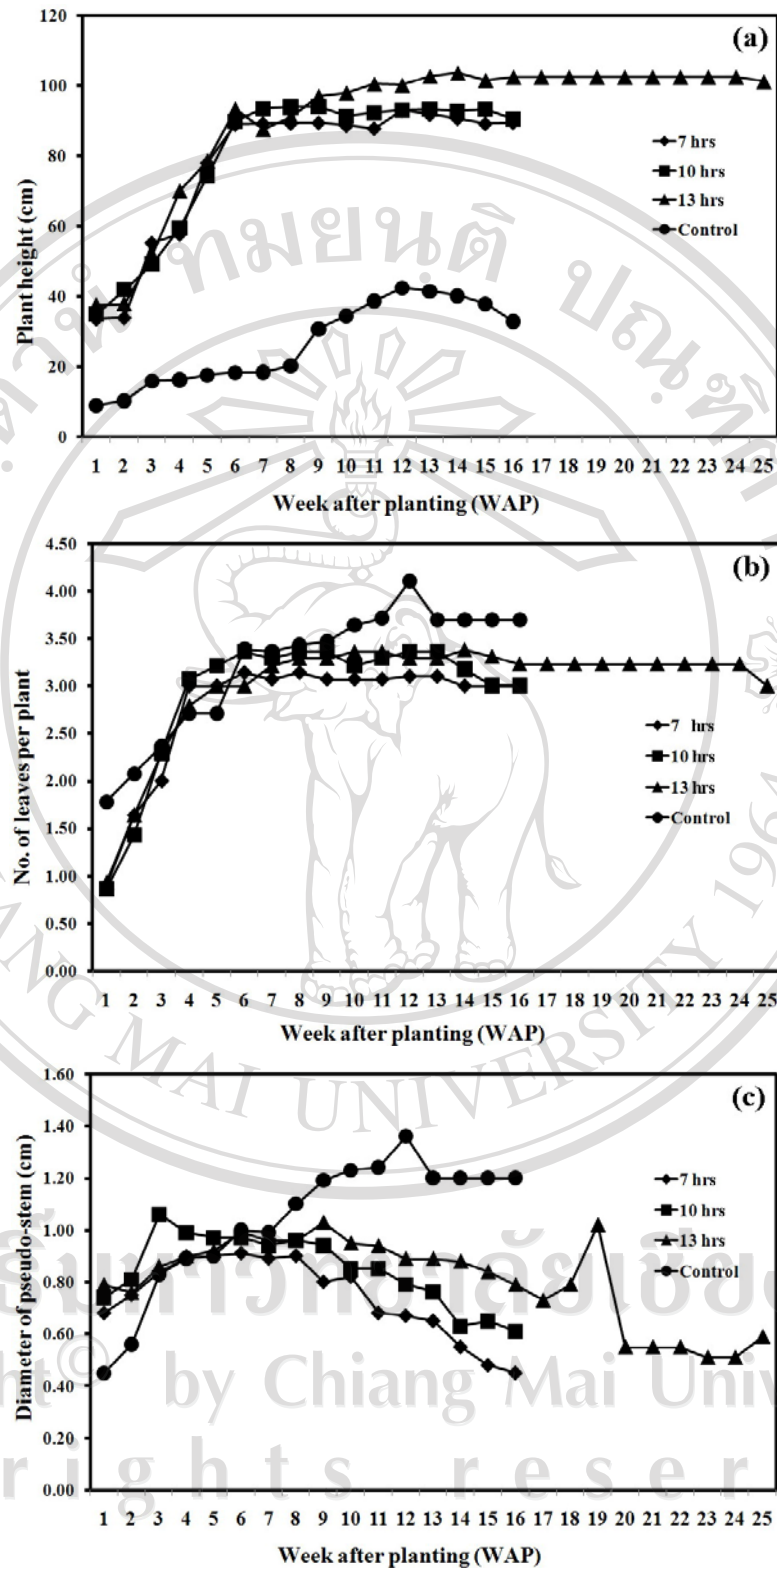 120
(a)
100
80
60
40
20
0
Plant height (cm)
7 hrs
10 hrs
13 hrs
Control
1 2 3 4 5 6 7 8 9 10 11 12 13 14 15 16 17 18 19 20 21 22 23 24 25
Week after planting (WAP)
4.50
(b)
4.00
3.50
3.00
2.50
2.00
1.50
1.00
0.50
0.00
No. of leaves per plant
7 hrs
10 hrs
13 hrs
Control
1 2 3 4 5 6 7 8 9 10 11 12 13 14 15 16 17 18 19 20 21 22 23 24 25
Week after planting (WAP)
1.60
(c)
1.40
1.20
1.00
0.80
0.60
0.40
0.20
0.00
Diameter of pseudo-stem (cm)
7 hrs
10 hrs
13 hrs
Control
1 2 3 4 5 6 7 8 9 10 11 12 13 14 15 16 17 18 19 20 21 22 23 24 25
Week after planting (WAP)
ANG MAI UNIVERSITY 1964
ht © by Chiang Mai Univ
rights reser